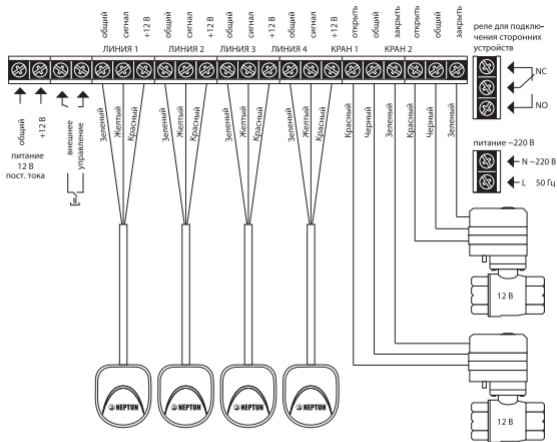 общий
сигнал
+12 В
общий
сигнал
+12 В
общий
сигнал
+12 В
общий
сигнал
+12 В
открыть
общий
закрыть
открыть
общий
закрыть
реле для подклю-
чения сторонних
устройств
ЛИНИЯ 1
ЛИНИЯ 2
ЛИНИЯ 3
ЛИНИЯ 4
КРАН 1
КРАН 2
NC
NO
общий
+12 В
питание
12 В
пост. тока
внешнее
управление
Зеленый
Желтый
Красный
Зеленый
Желтый
Красный
Зеленый
Желтый
Красный
Зеленый
Желтый
Красный
Красный
Черный
Зеленый
Красный
Черный
Зеленый
питание ~220 В
N ~220 В
L 50 Гц
12 В
12 В
NEPTUN
NEPTUN
NEPTUN
NEPTUN